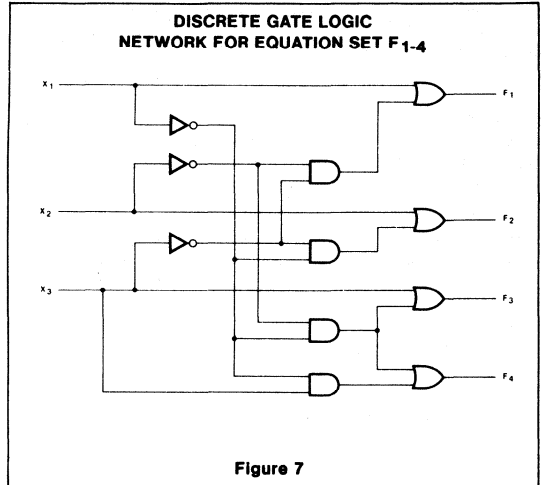 DISCRETE GATE LOGIC
NETWORK FOR EQUATION SET F1-4
X1
F1
X2
F2
X3
F3
F4
Figure 7